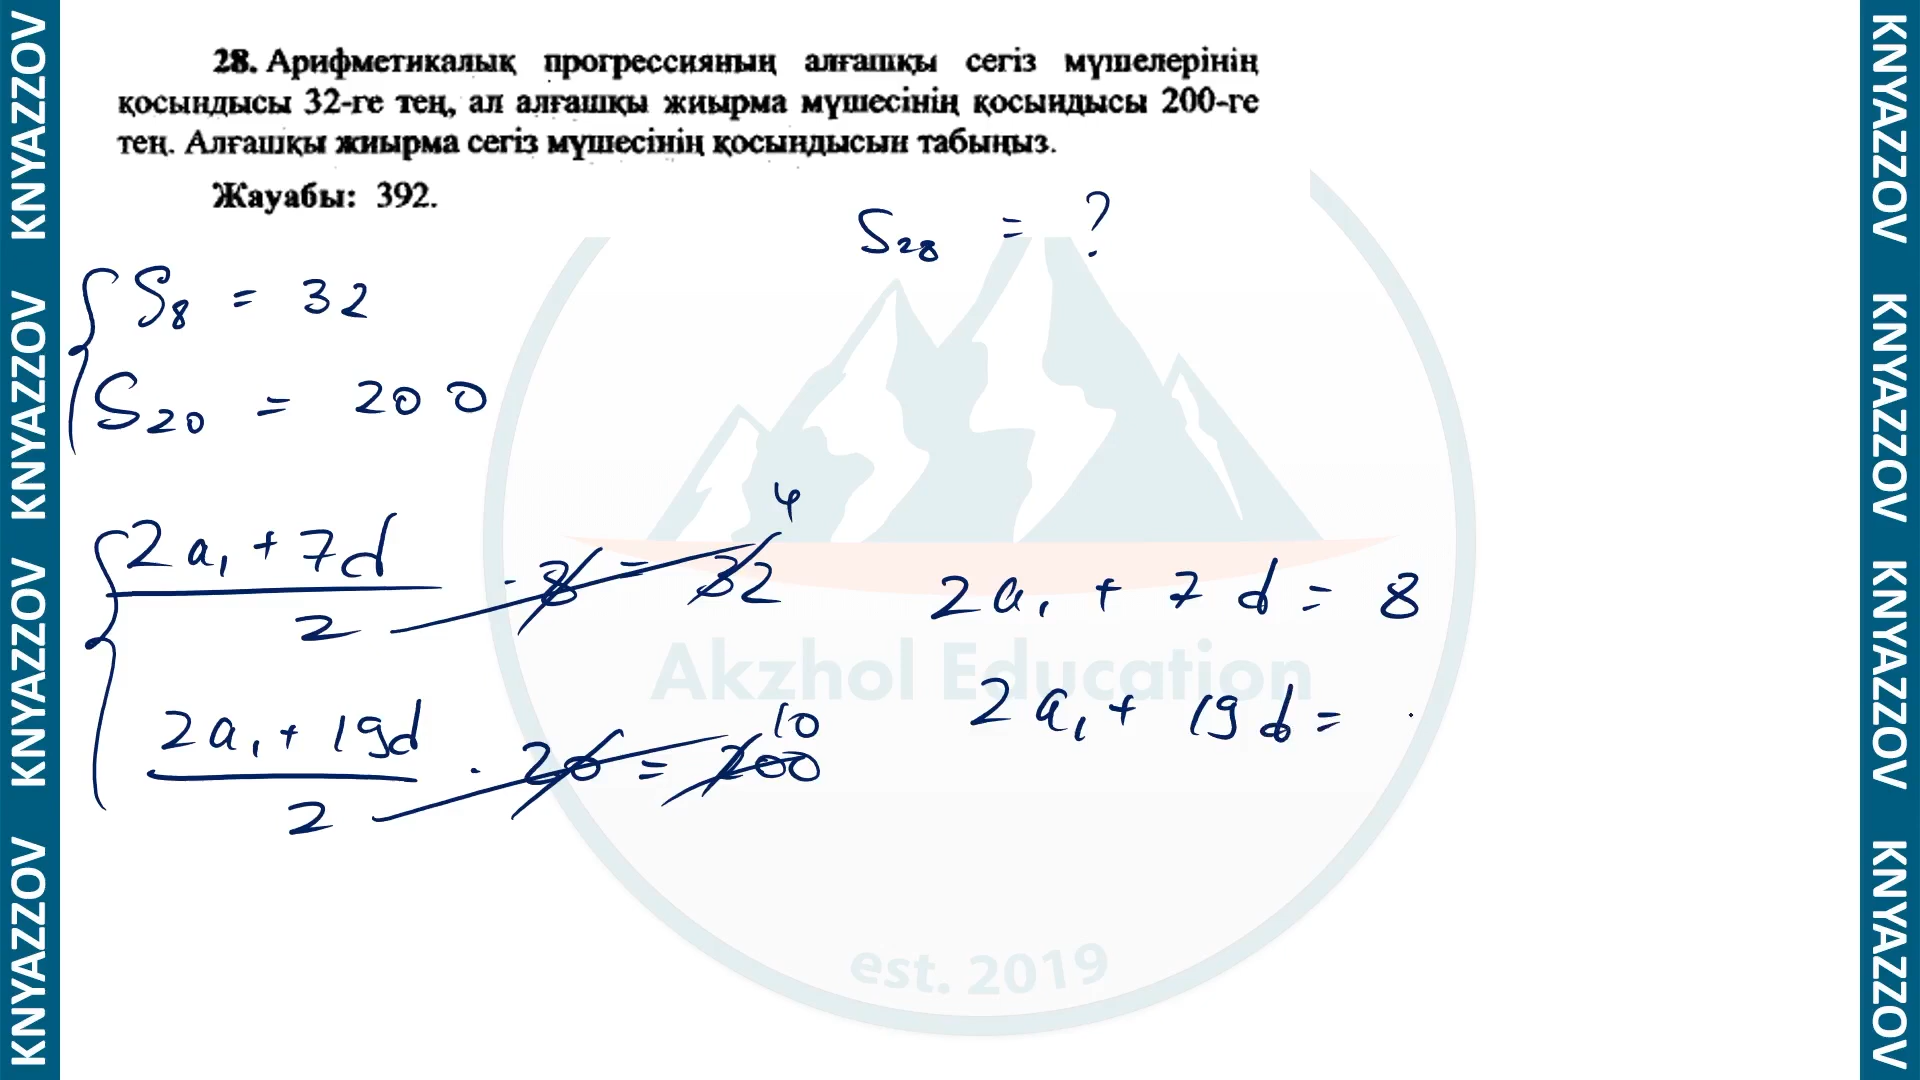 28. Арифметикалық прогрессияның алғашқы сегіз мүшелерінің
қосындысы 32-ге тең, ал алғашқы жиырма мүшесінің қосындысы 200-ге
тең. Алғашқы жиырма сегіз мүшесінің қосындысын табыңыз.
Жауабы: 392.
S₂₈ = ?
S₈ = 32
S₂₀ = 200
4
2a₁ + 7d
2
· 8 = 32
2a₁ + 7d = 8
10
2a₁ + 19d
2
· 20 = 200
2a₁ + 19d =
Akzhol Education
est. 2019
KNYAZZOV KNYAZZOV KNYAZZOV KNYAZZOV
KNYAZZOV KNYAZZOV KNYAZZOV KNYAZZOV